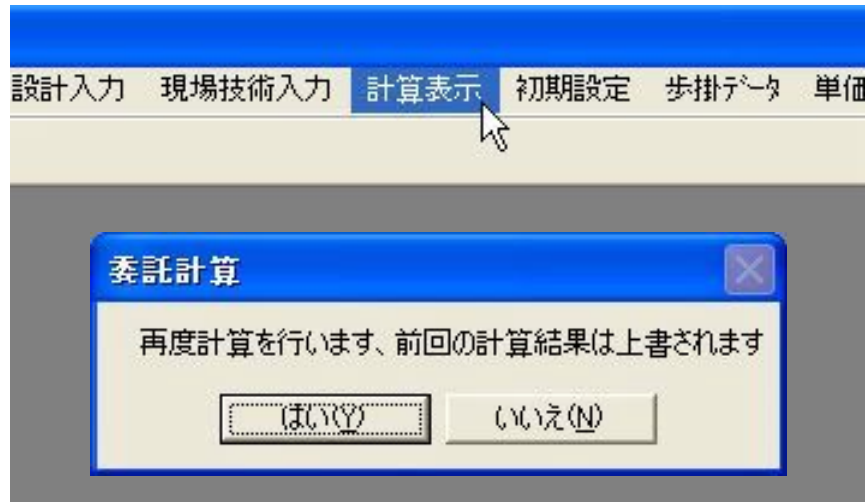 設計入力 現場技術入力 計算表示 初期設定 歩掛ﾃﾞｰﾀ 単価
委託計算
再度計算を行います、前回の計算結果は上書されます
はい(Y) いいえ(N)